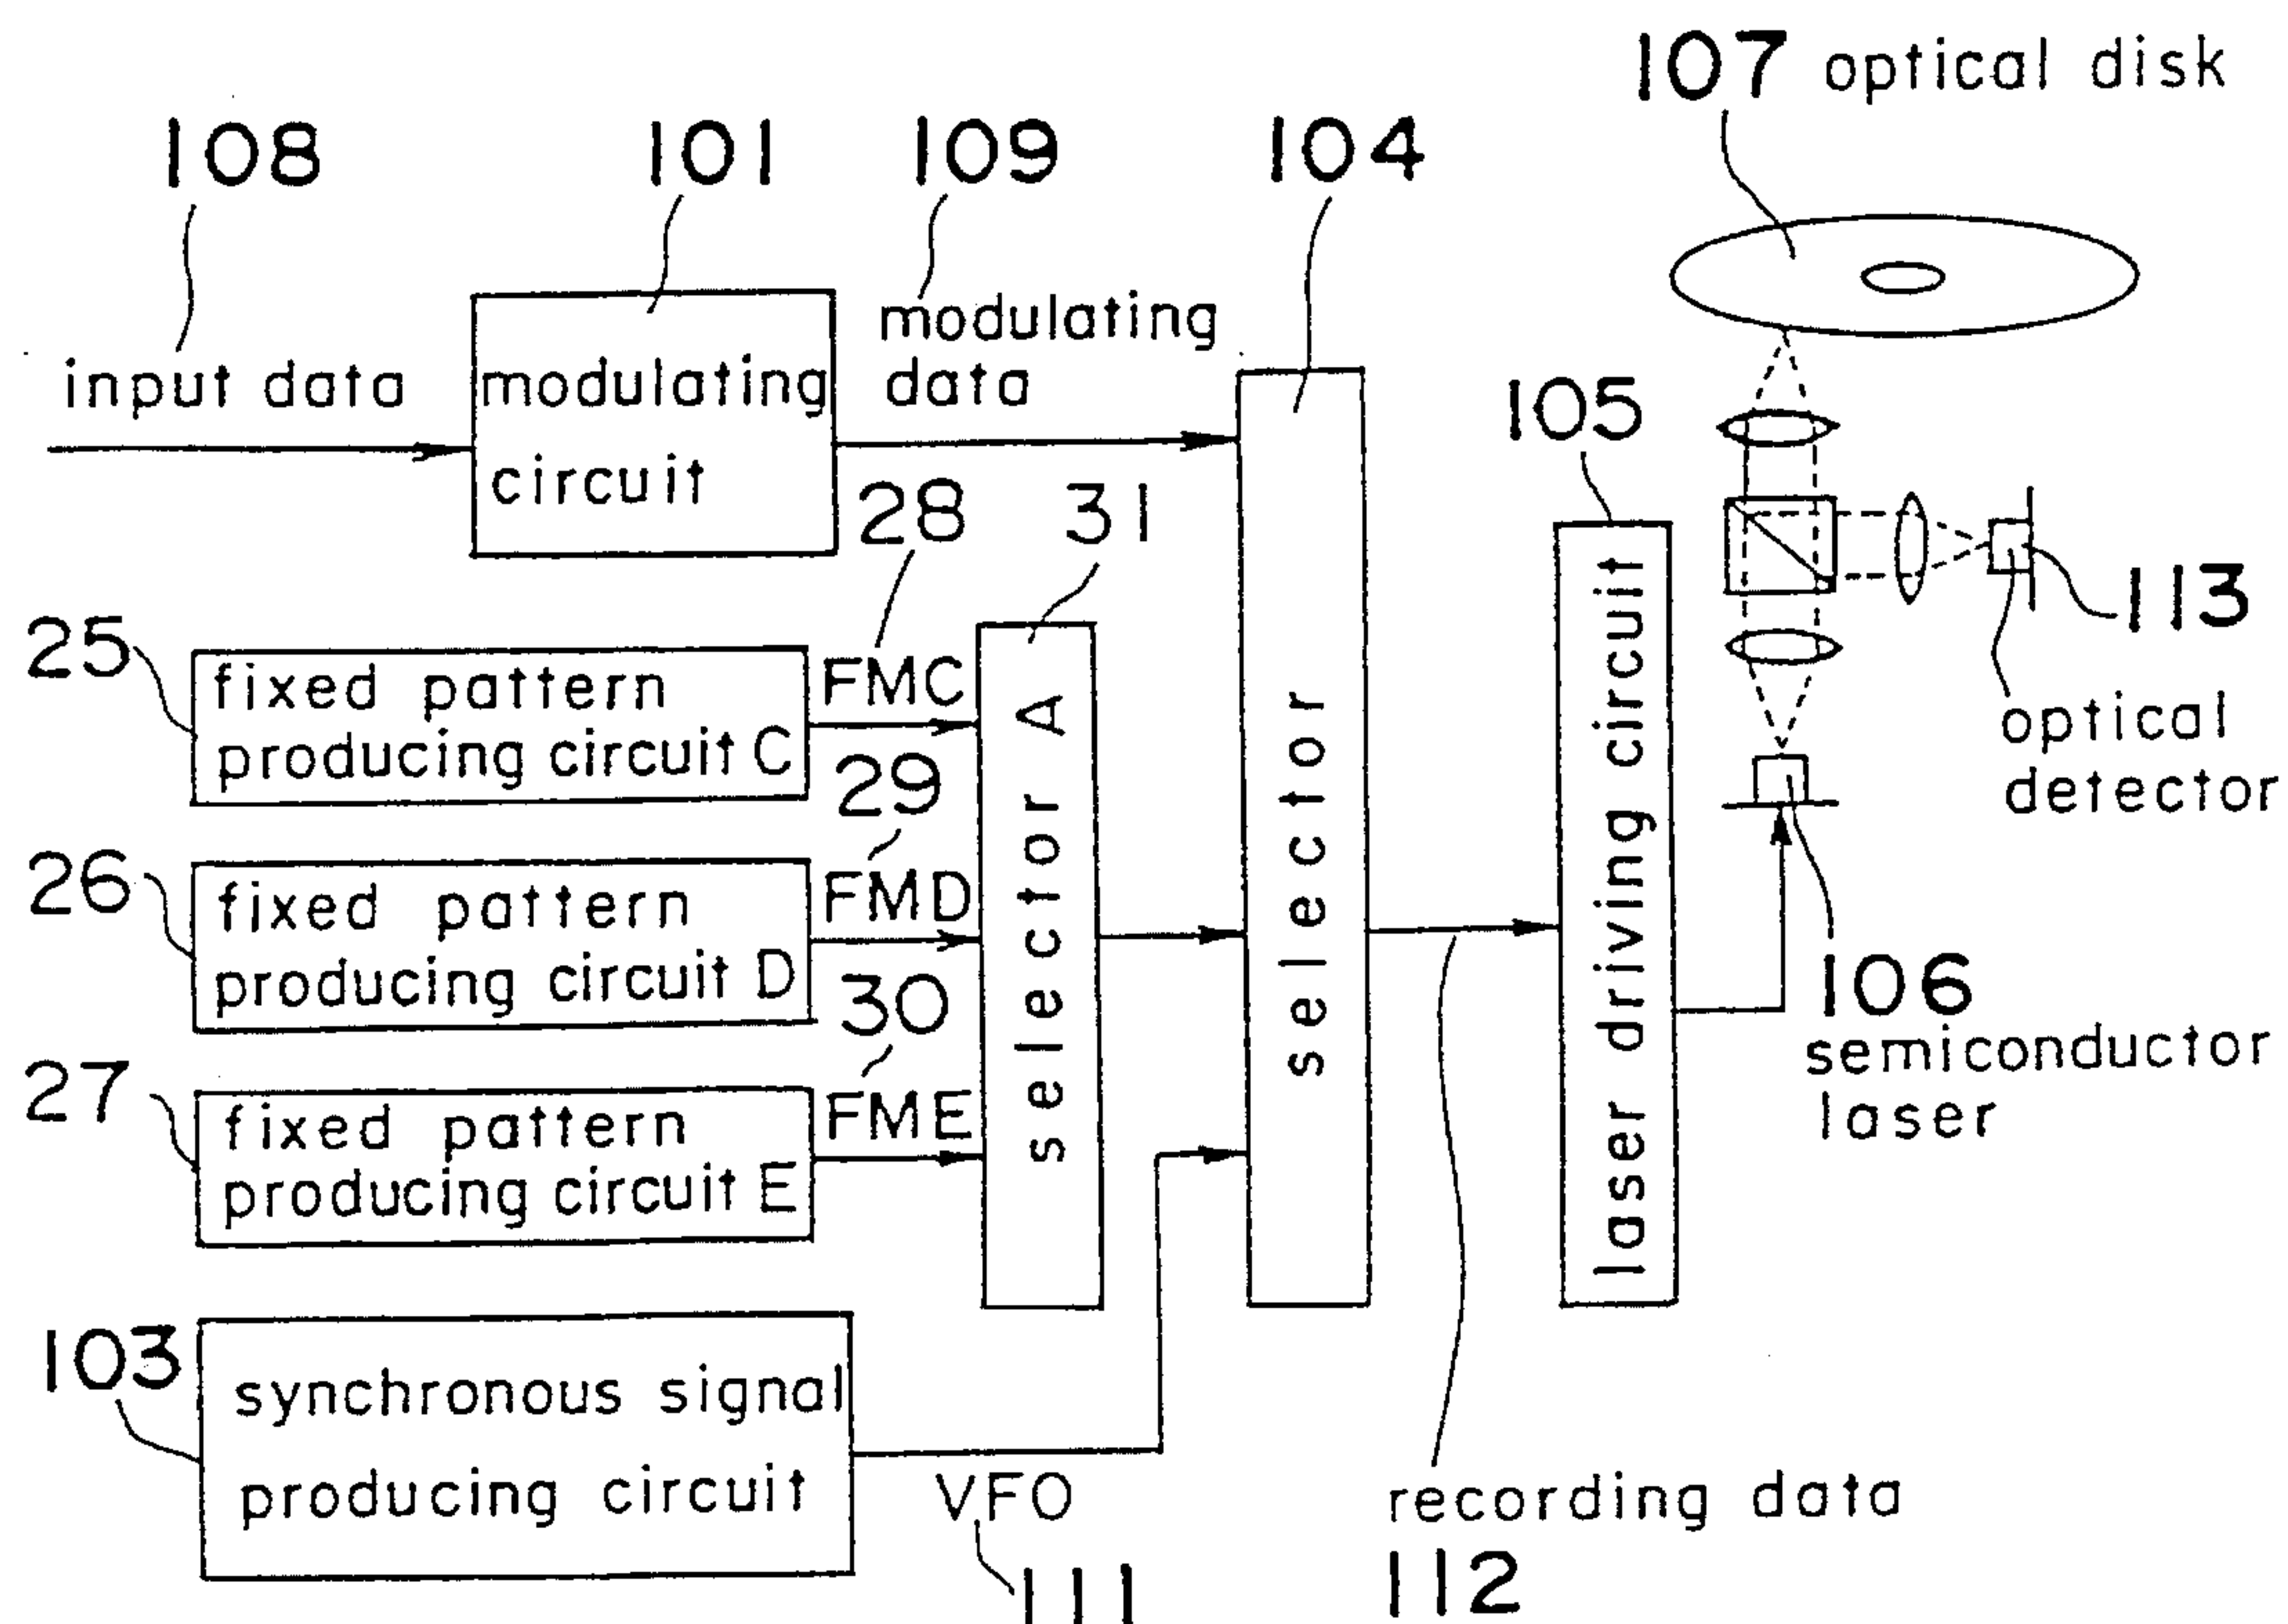 107 optical disk
108
101
109
104
input data
modulating
circuit
modulating
data
105
28
31
113
optical
detector
25
fixed pattern
producing circuit C
FMC
29
26
fixed pattern
producing circuit D
FMD
30
27
fixed pattern
producing circuit E
FME
selector A
selector
laser driving circuit
106
semiconductor
laser
103
synchronous signal
producing circuit
VFO
111
recording data
112